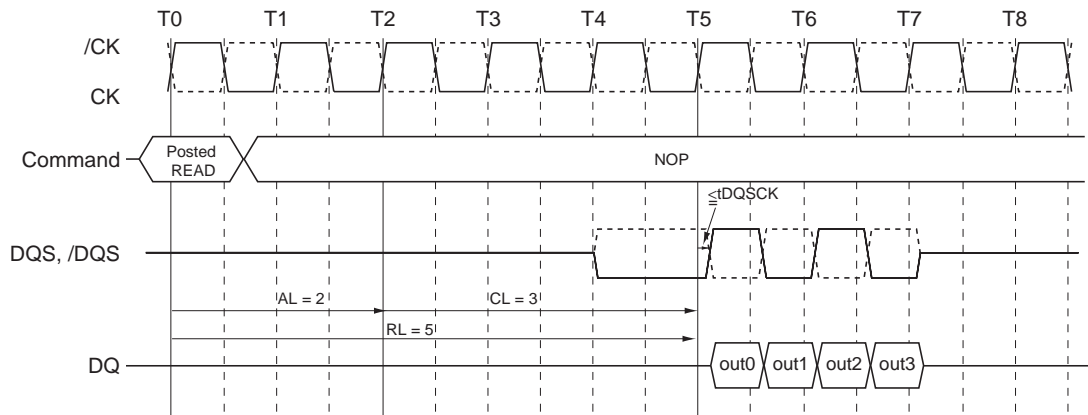 T0 T1 T2 T3 T4 T5 T6 T7 T8
/CK
CK
Command
Posted
READ
NOP
≦tDQSCK
DQS, /DQS
AL = 2
CL = 3
RL = 5
DQ
out0 out1 out2 out3